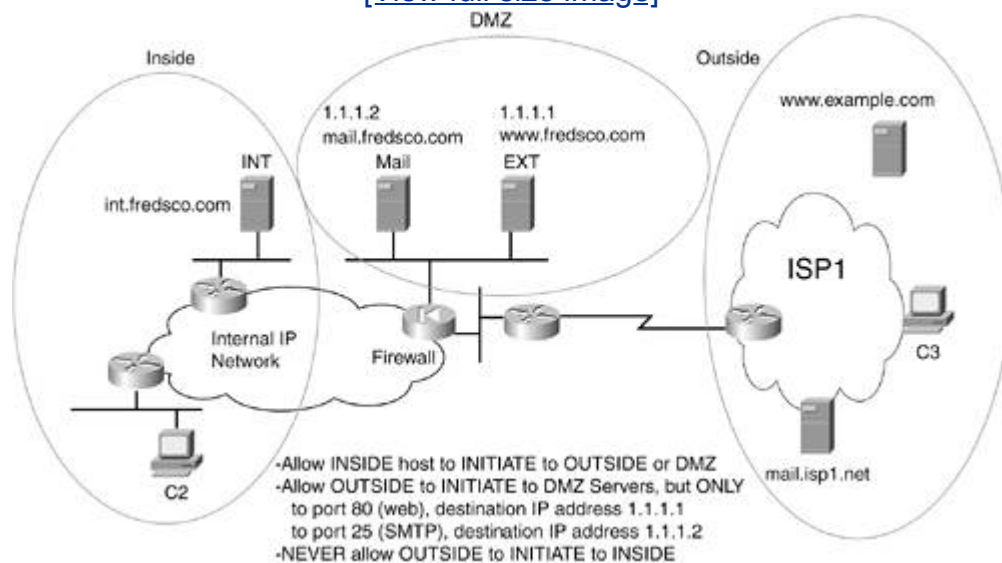 [View full size image]
DMZ
Inside
Outside
1.1.1.2
mail.fredsco.com
1.1.1.1
www.fredsco.com
www.example.com
INT
Mail
EXT
int.fredsco.com
ISP1
Internal IP
Network
Firewall
C3
C2
mail.isp1.net
-Allow INSIDE host to INITIATE to OUTSIDE or DMZ
-Allow OUTSIDE to INITIATE to DMZ Servers, but ONLY
to port 80 (web), destination IP address 1.1.1.1
to port 25 (SMTP), destination IP address 1.1.1.2
-NEVER allow OUTSIDE to INITIATE to INSIDE